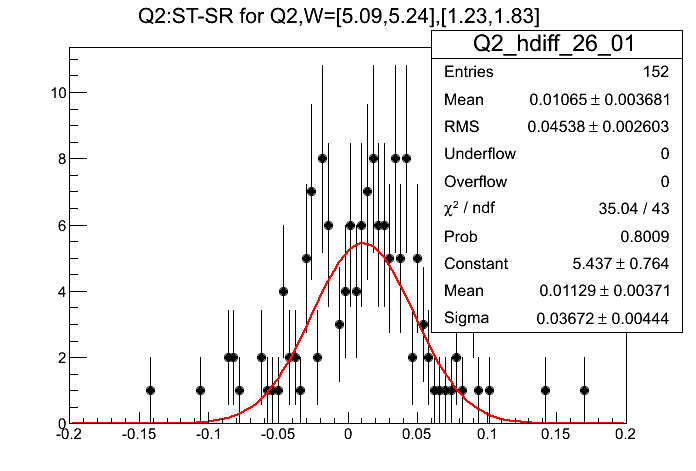 Q2:ST-SR for Q2,W=[5.09,5.24],[1.23,1.83]
Q2_hdiff_26_01
Entries 152
Mean 0.01065 ± 0.003681
RMS 0.04538 ± 0.002603
Underflow 0
Overflow 0
χ² / ndf 35.04 / 43
Prob 0.8009
Constant 5.437 ± 0.764
Mean 0.01129 ± 0.00371
Sigma 0.03672 ± 0.00444
10
8
6
4
2
0
-0.2 -0.15 -0.1 -0.05 0 0.05 0.1 0.15 0.2